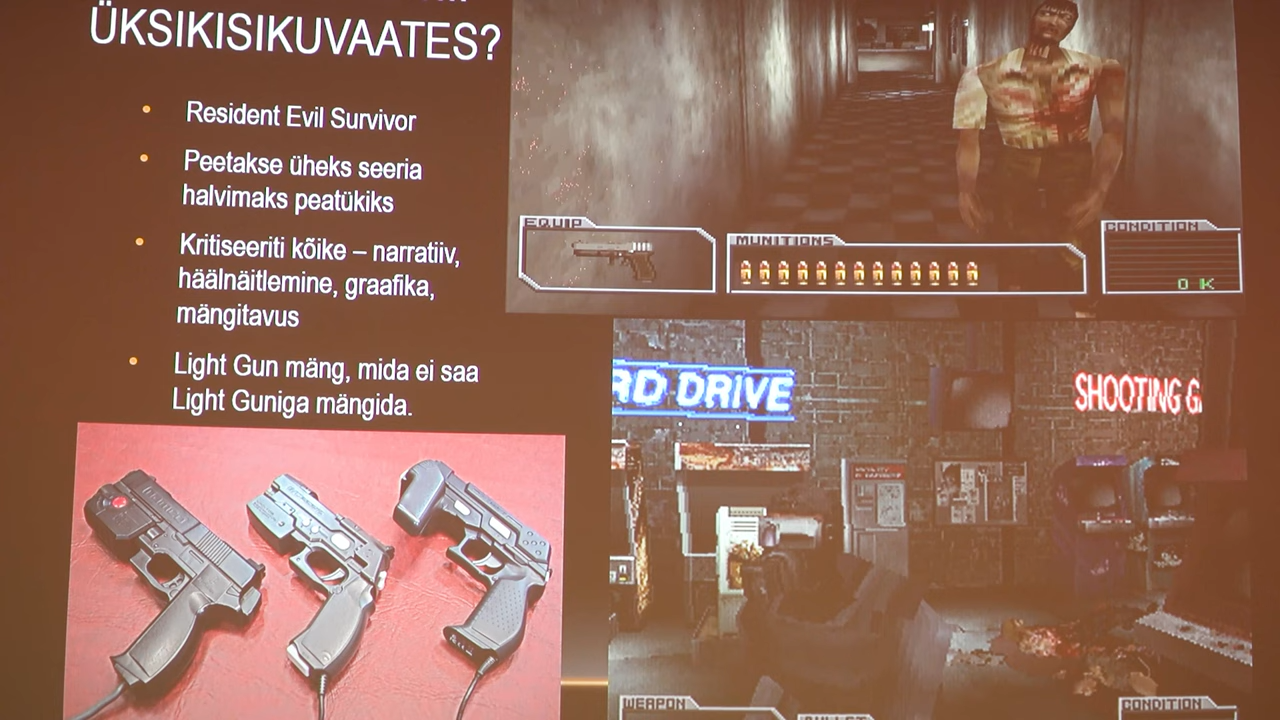 ÜKSIKISIKUVAATES?
Resident Evil Survivor
Peetakse üheks seeria
halvimaks peatükiks
Kritiseeriti kõike – narratiiv,
häälnäitlemine, graafika,
mängitavus
Light Gun mäng, mida ei saa
Light Guniga mängida.
EQUIP
MUNITIONS
CONDITION
OK
RD DRIVE
SHOOTING G
WEAPON
CONDITION